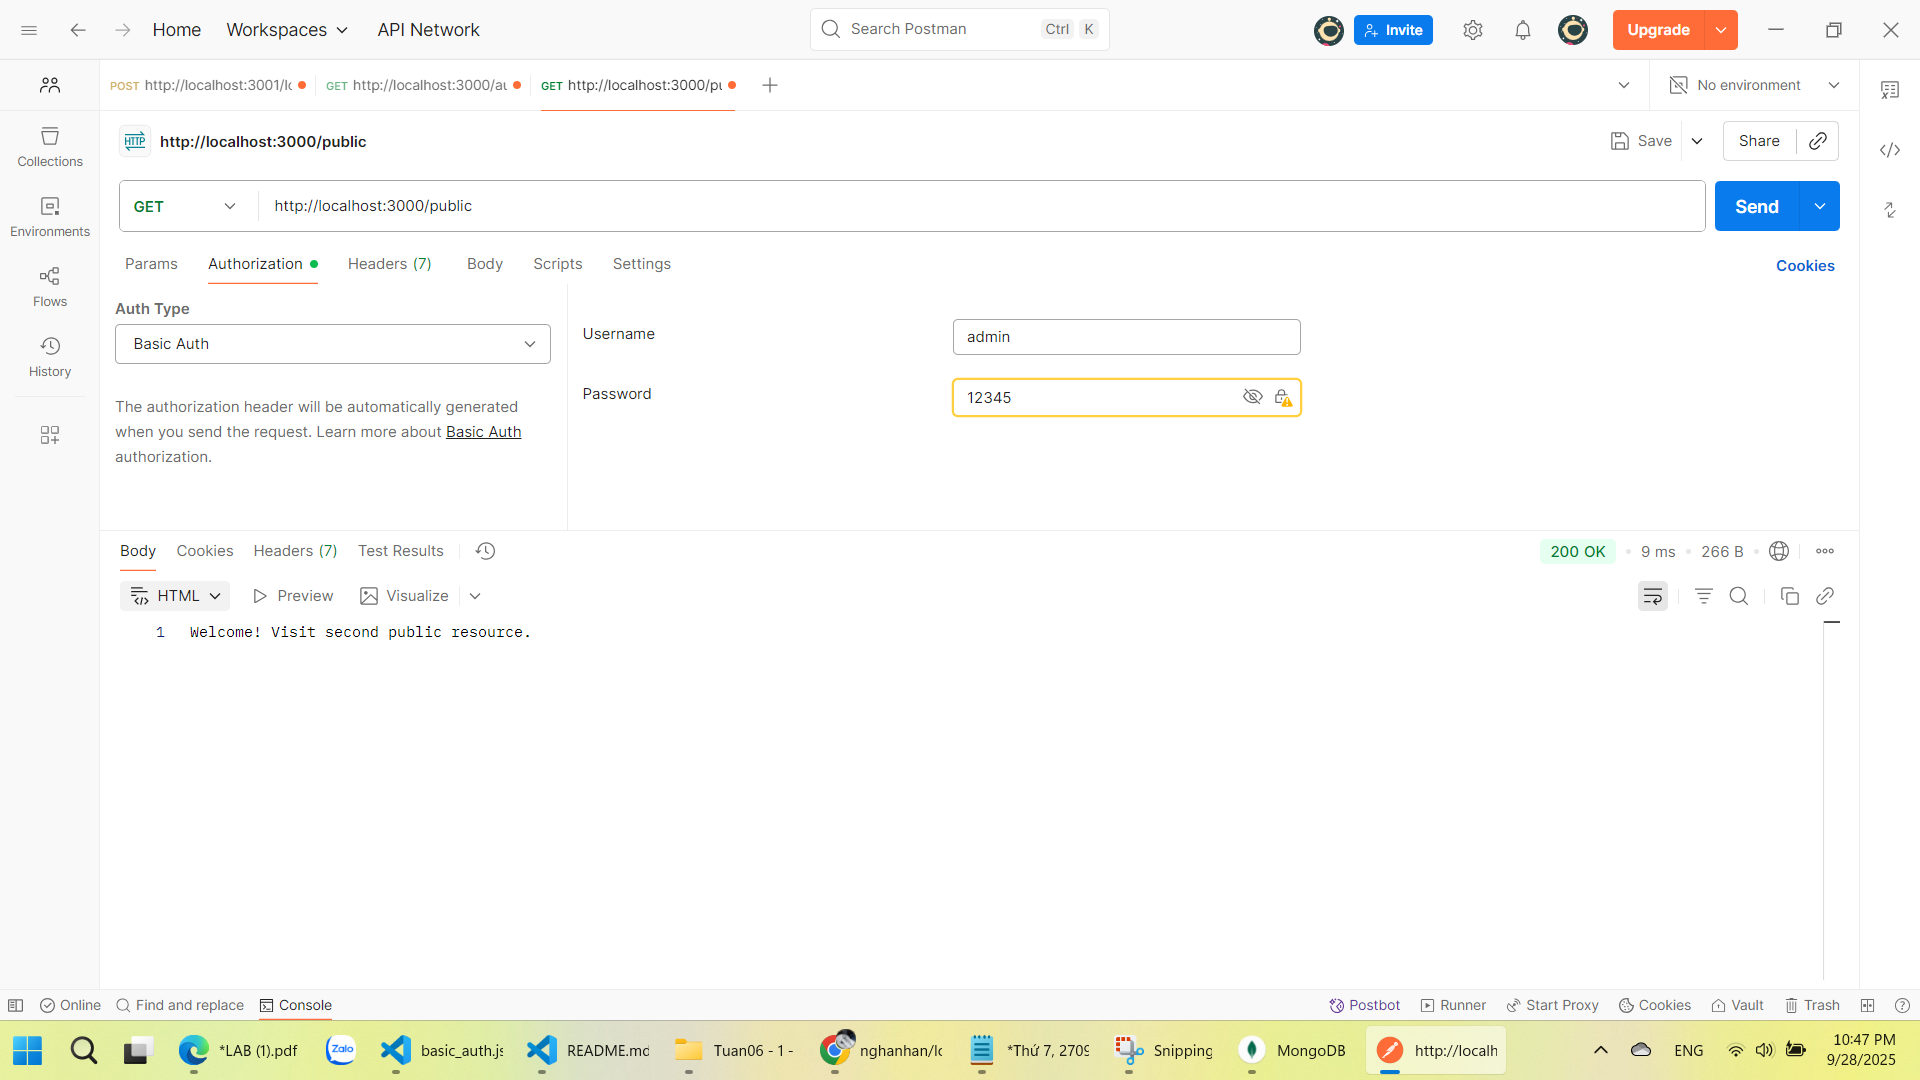 Home Workspaces API Network Search Postman Ctrl K Invite Upgrade
POST http://localhost:3001/lo GET http://localhost:3000/au GET http://localhost:3000/pu No environment
HTTP http://localhost:3000/public Save Share
Collections
GET http://localhost:3000/public Send
Environments
Params Authorization Headers (7) Body Scripts Settings Cookies
Flows
Auth Type
Basic Auth
Username admin
History
Password 12345
The authorization header will be automatically generated
when you send the request. Learn more about Basic Auth
authorization.
Body Cookies Headers (7) Test Results 200 OK 9 ms 266 B
HTML Preview Visualize
1 Welcome! Visit second public resource.
Online Find and replace Console Postbot Runner Start Proxy Cookies Vault Trash
*LAB (1).pdf Zalo basic_auth.js README.md Tuan06 - 1 - nghanhan/lc *Thứ 7, 2709 Snipping MongoDB http://localh ENG 10:47 PM
9/28/2025